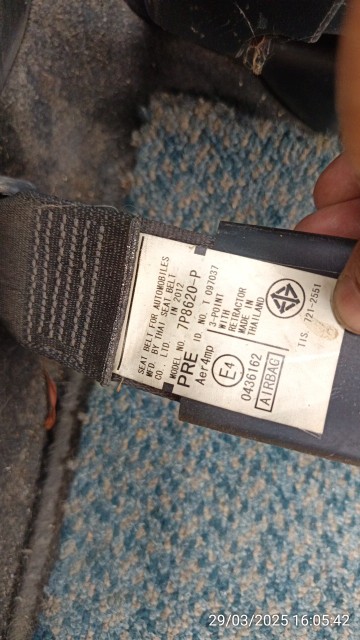 SEAT BELT FOR AUTOMOBILES
MFD. BY THAI SEAT BELT
CO., LTD. IN 2012
MODEL NO. 7P8620-P
PRE ID. NO. T 097037
Aer4mp
3-POINT
WITH
RETRACTOR
MADE IN
THAILAND
E4
0436162
AIRBAG
TIS. 721-2551
29/03/2025 16:05:42